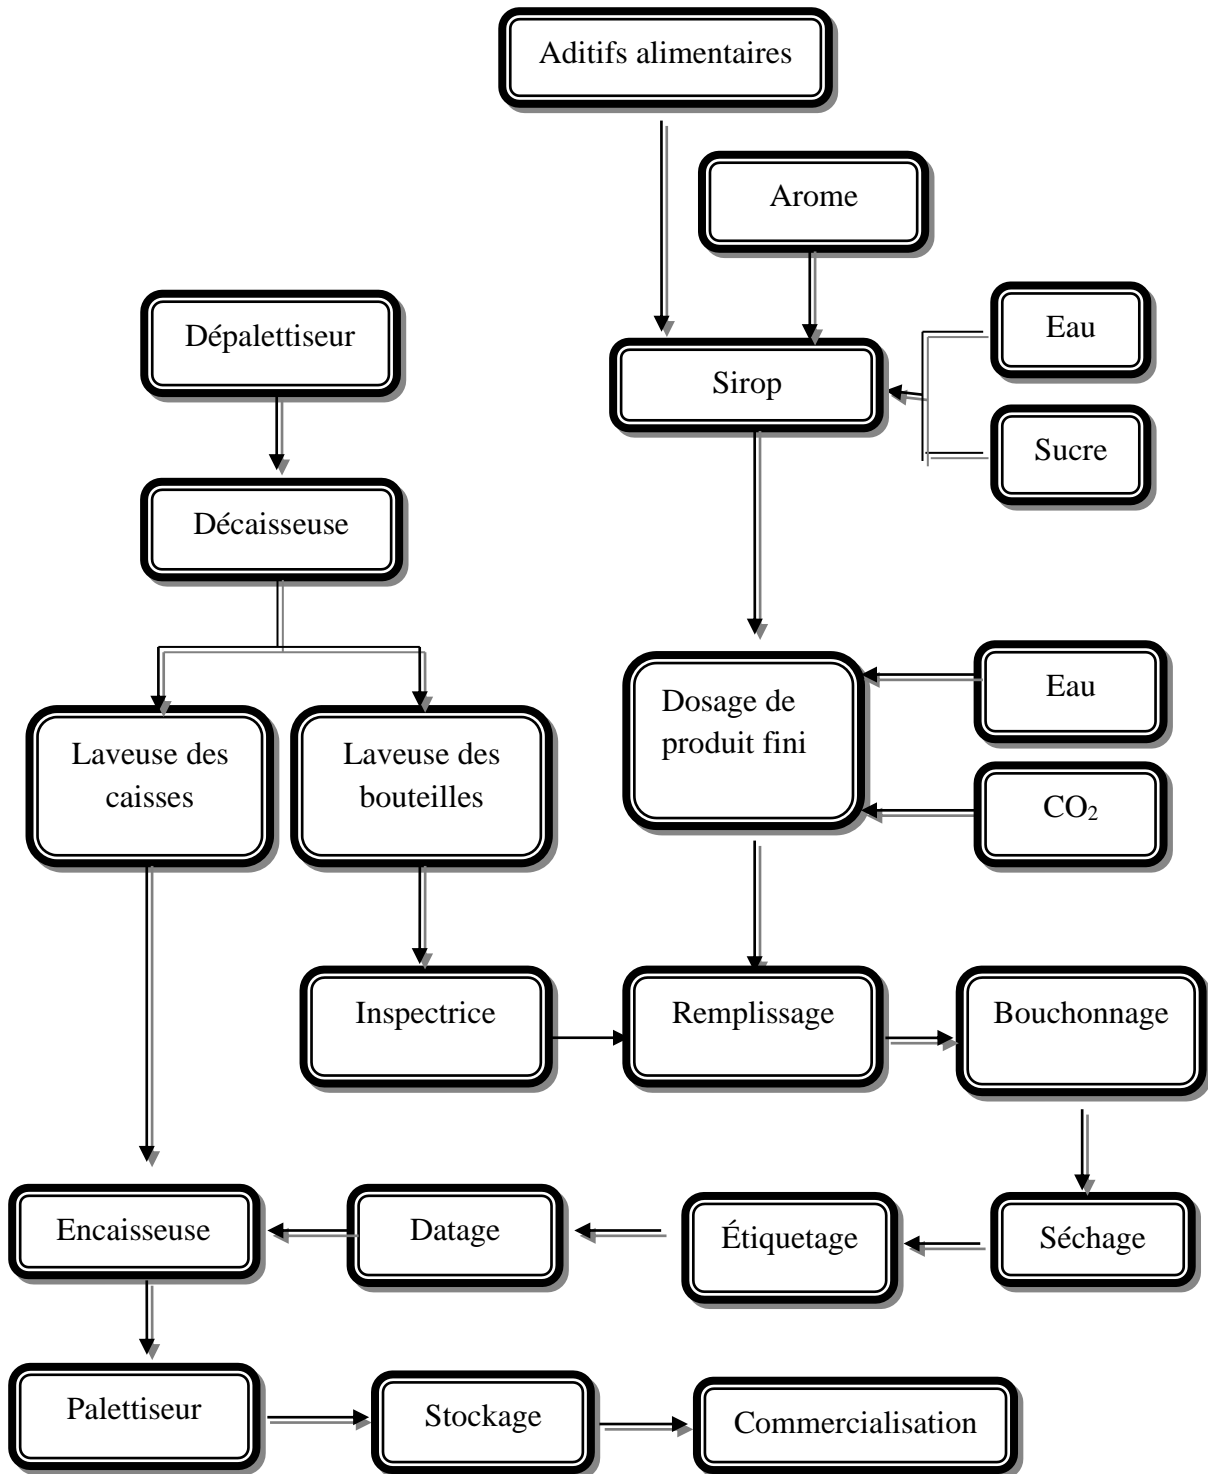 Aditifs alimentaires
Arome
Dépalettiseur
Eau
Sirop
Sucre
Décaisseuse
Laveuse des
caisses
Laveuse des
bouteilles
Dosage de
produit fini
Eau
CO₂
Inspectrice
Remplissage
Bouchonnage
Encaisseuse
Datage
Étiquetage
Séchage
Palettiseur
Stockage
Commercialisation